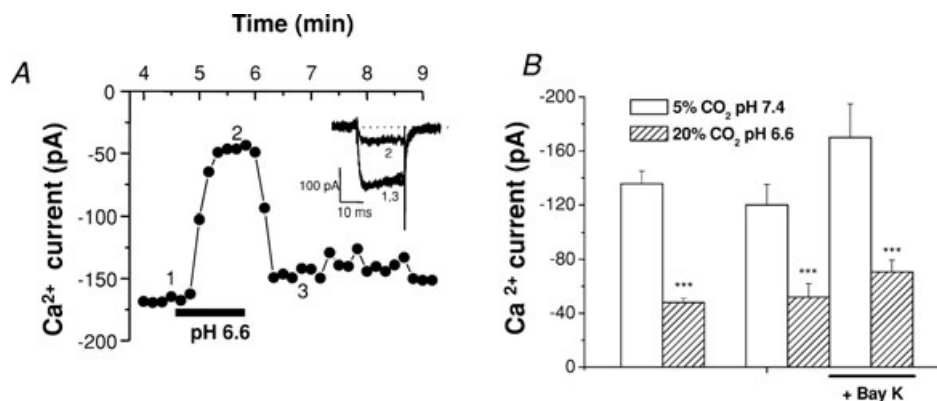 Time (min)
A
4 5 6 7 8 9
Ca²⁺ current (pA)
0
-50
-100
-150
-200
1
2
3
pH 6.6
2
1,3
100 pA
10 ms
B
Ca ²⁺ current (pA)
-200
-160
-120
-80
-40
0
5% CO₂ pH 7.4
20% CO₂ pH 6.6
*** *** ***
+ Bay K